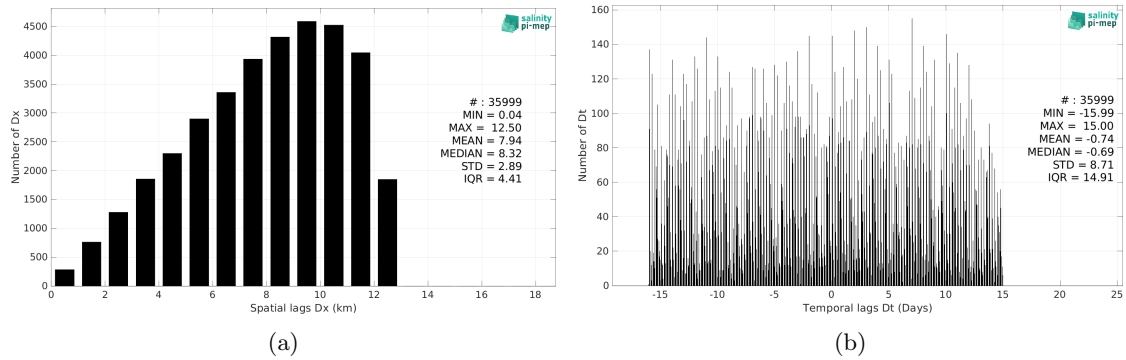 4500
4000
3500
3000
2500
2000
1500
1000
500
0
Number of Dx
0 2 4 6 8 10 12 14 16 18
Spatial lags Dx (km)
salinity
pi-mep
# : 35999
MIN = 0.04
MAX = 12.50
MEAN = 7.94
MEDIAN = 8.32
STD = 2.89
IQR = 4.41
(a)
160
140
120
100
80
60
40
20
0
Number of Dt
-15 -10 -5 0 5 10 15 20 25
Temporal lags Dt (Days)
salinity
pi-mep
# : 35999
MIN = -15.99
MAX = 15.00
MEAN = -0.74
MEDIAN = -0.69
STD = 8.71
IQR = 14.91
(b)